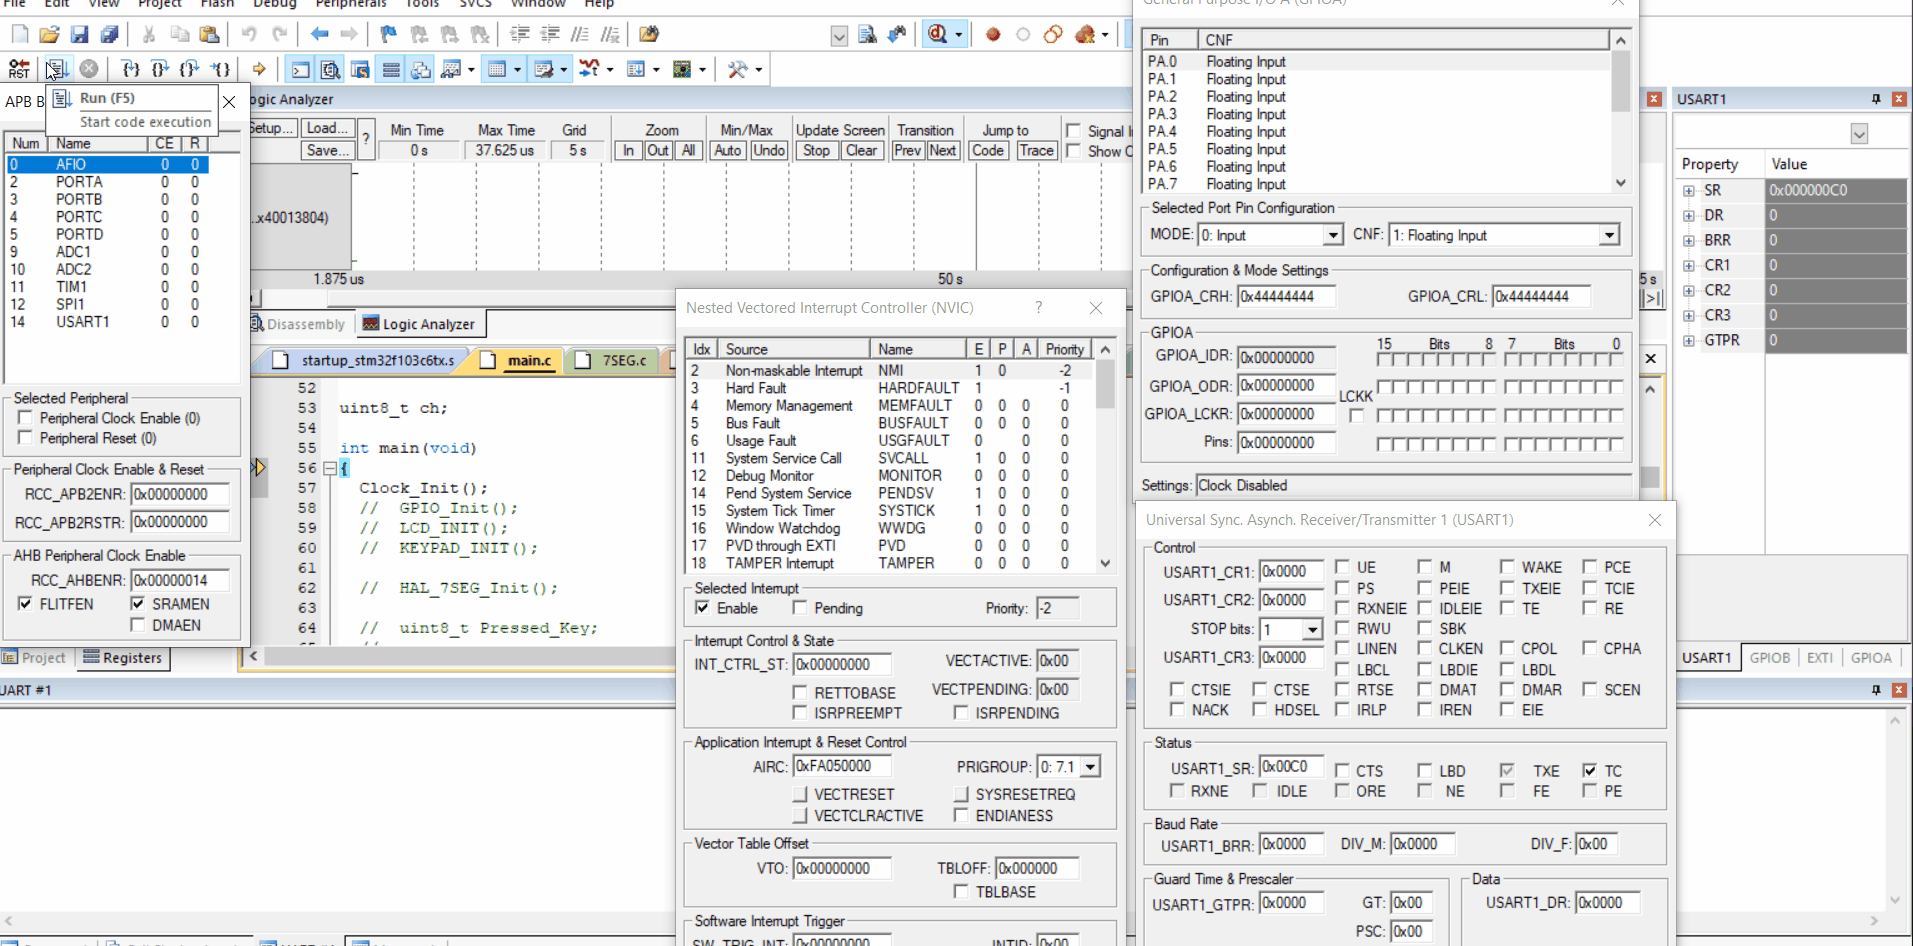 File Edit View Project Flash Debug Peripherals Tools SVCS Window Help
RST
Run (F5)
Start code execution
APB B
Num Name CE R
0 AFIO 0 0
2 PORTA 0 0
3 PORTB 0 0
4 PORTC 0 0
5 PORTD 0 0
9 ADC1 0 0
10 ADC2 0 0
11 TIM1 0 0
12 SPI1 0 0
14 USART1 0 0
Selected Peripheral
Peripheral Clock Enable (0)
Peripheral Reset (0)
Peripheral Clock Enable & Reset
RCC_APB2ENR: 0x00000000
RCC_APB2RSTR: 0x00000000
AHB Peripheral Clock Enable
RCC_AHBENR: 0x00000014
FLITFEN SRAMEN
DMAEN
Project Registers
ogic Analyzer
etup... Load... ? Min Time Max Time Grid Zoom Min/Max Update Screen Transition Jump to Signal I
Save... 0 s 37.625 us 5 s In Out All Auto Undo Stop Clear Prev Next Code Trace Show C
..x40013804)
1.875 us 50 s 5 s
Disassembly Logic Analyzer
startup_stm32f103c6tx.s main.c 7SEG.c
52
53 uint8_t ch;
54
55 int main(void)
56 {
57 Clock_Init();
58 // GPIO_Init();
59 // LCD_INIT();
60 // KEYPAD_INIT();
61
62 // HAL_7SEG_Init();
63
64 // uint8_t Pressed_Key;
UART #1
Nested Vectored Interrupt Controller (NVIC) ?
Idx Source Name E P A Priority
2 Non-maskable Interrupt NMI 1 0 -2
3 Hard Fault HARDFAULT 1 -1
4 Memory Management MEMFAULT 0 0 0 0
5 Bus Fault BUSFAULT 0 0 0 0
6 Usage Fault USGFAULT 0 0 0
11 System Service Call SVCALL 1 0 0 0
12 Debug Monitor MONITOR 0 0 0 0
14 Pend System Service PENDSV 1 0 0 0
15 System Tick Timer SYSTICK 1 0 0 0
16 Window Watchdog WWDG 0 0 0 0
17 PVD through EXTI PVD 0 0 0 0
18 TAMPER Interrupt TAMPER 0 0 0 0
Selected Interrupt
Enable Pending Priority: -2
Interrupt Control & State
INT_CTRL_ST: 0x00000000 VECTACTIVE: 0x00
RETTOBASE VECTPENDING: 0x00
ISRPREEMPT ISRPENDING
Application Interrupt & Reset Control
AIRC: 0xFA050000 PRIGROUP: 0: 7.1
VECTRESET SYSRESETREQ
VECTCLRACTIVE ENDIANESS
Vector Table Offset
VTO: 0x00000000 TBLOFF: 0x000000
TBLBASE
Software Interrupt Trigger
SW_TRIG_INT: 0x00000000 INTID: 0x00
General Purpose I/O A (GPIOA)
Pin CNF
PA.0 Floating Input
PA.1 Floating Input
PA.2 Floating Input
PA.3 Floating Input
PA.4 Floating Input
PA.5 Floating Input
PA.6 Floating Input
PA.7 Floating Input
Selected Port Pin Configuration
MODE: 0: Input CNF: 1: Floating Input
Configuration & Mode Settings
GPIOA_CRH: 0x44444444 GPIOA_CRL: 0x44444444
GPIOA
15 Bits 8 7 Bits 0
GPIOA_IDR: 0x00000000
GPIOA_ODR: 0x00000000
LCKK
GPIOA_LCKR: 0x00000000
Pins: 0x00000000
Settings: Clock Disabled
Universal Sync. Asynch. Receiver/Transmitter 1 (USART1)
Control
USART1_CR1: 0x0000 UE M WAKE PCE
PS PEIE TXEIE TCIE
USART1_CR2: 0x0000 RXNEIE IDLEIE TE RE
STOP bits: 1 RWU SBK
USART1_CR3: 0x0000 LINEN CLKEN CPOL CPHA
LBCL LBDIE LBDL
CTSIE CTSE RTSE DMAT DMAR SCEN
NACK HDSEL IRLP IREN EIE
Status
USART1_SR: 0x00C0 CTS LBD TXE TC
RXNE IDLE ORE NE FE PE
Baud Rate
USART1_BRR: 0x0000 DIV_M: 0x0000 DIV_F: 0x00
Guard Time & Prescaler
USART1_GTPR: 0x0000 GT: 0x00
PSC: 0x00
Data
USART1_DR: 0x0000
USART1
Property Value
SR 0x000000C0
DR 0
BRR 0
CR1 0
CR2 0
CR3 0
GTPR 0
USART1 GPIOB EXTI GPIOA